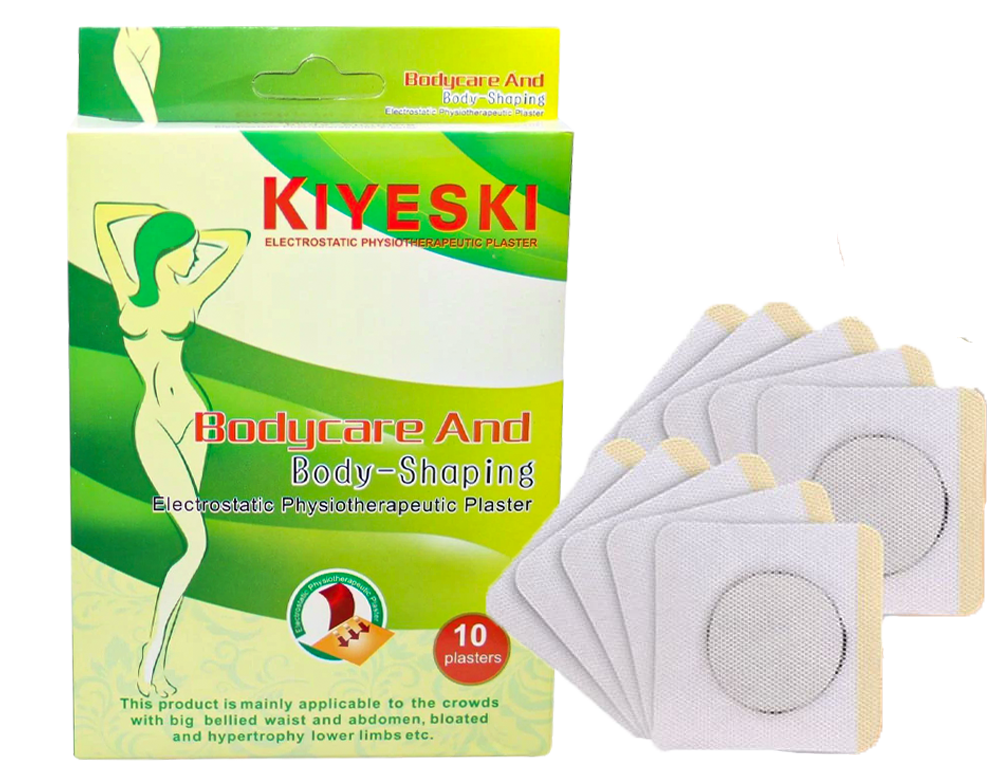 Bodycare And
Body-Shaping
Electrostatic Physiotherapeutic Plaster
KIYESKI
ELECTROSTATIC PHYSIOTHERAPEUTIC PLASTER
Bodycare And
Body-Shaping
Electrostatic Physiotherapeutic Plaster
Electrostatic Physiotherapeutic Plaster
10
plasters
This product is mainly applicable to the crowds
with big bellied waist and abdomen, bloated
and hypertrophy lower limbs etc.